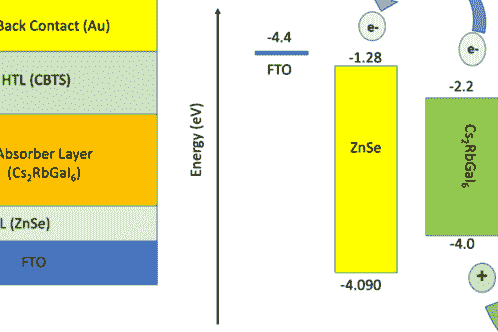 Back Contact (Au)
HTL (CBTS)
Absorber Layer
(Cs₂RbGaI₆)
L (ZnSe)
FTO
Energy (eV)
-4.4
FTO
e-
-1.28
ZnSe
-4.090
e-
-2.2
Cs₂RbGaI₆
-4.0
+